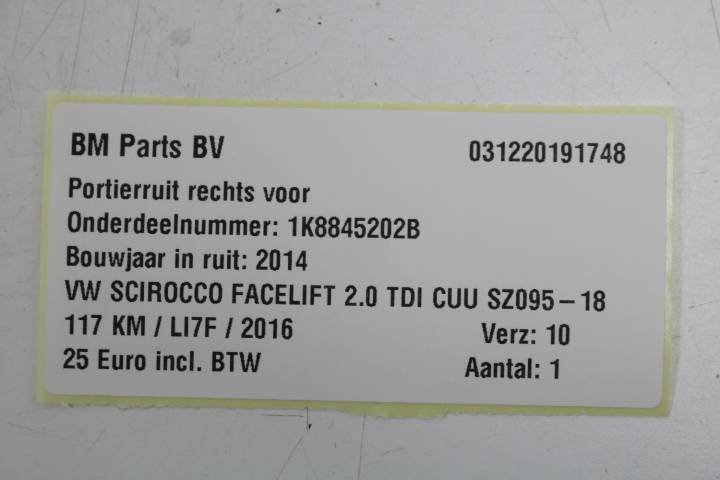 BM Parts BV 031220191748
Portierruit rechts voor
Onderdeelnummer: 1K8845202B
Bouwjaar in ruit: 2014
VW SCIROCCO FACELIFT 2.0 TDI CUU SZ095-18
117 KM / LI7F / 2016 Verz: 10
25 Euro incl. BTW Aantal: 1